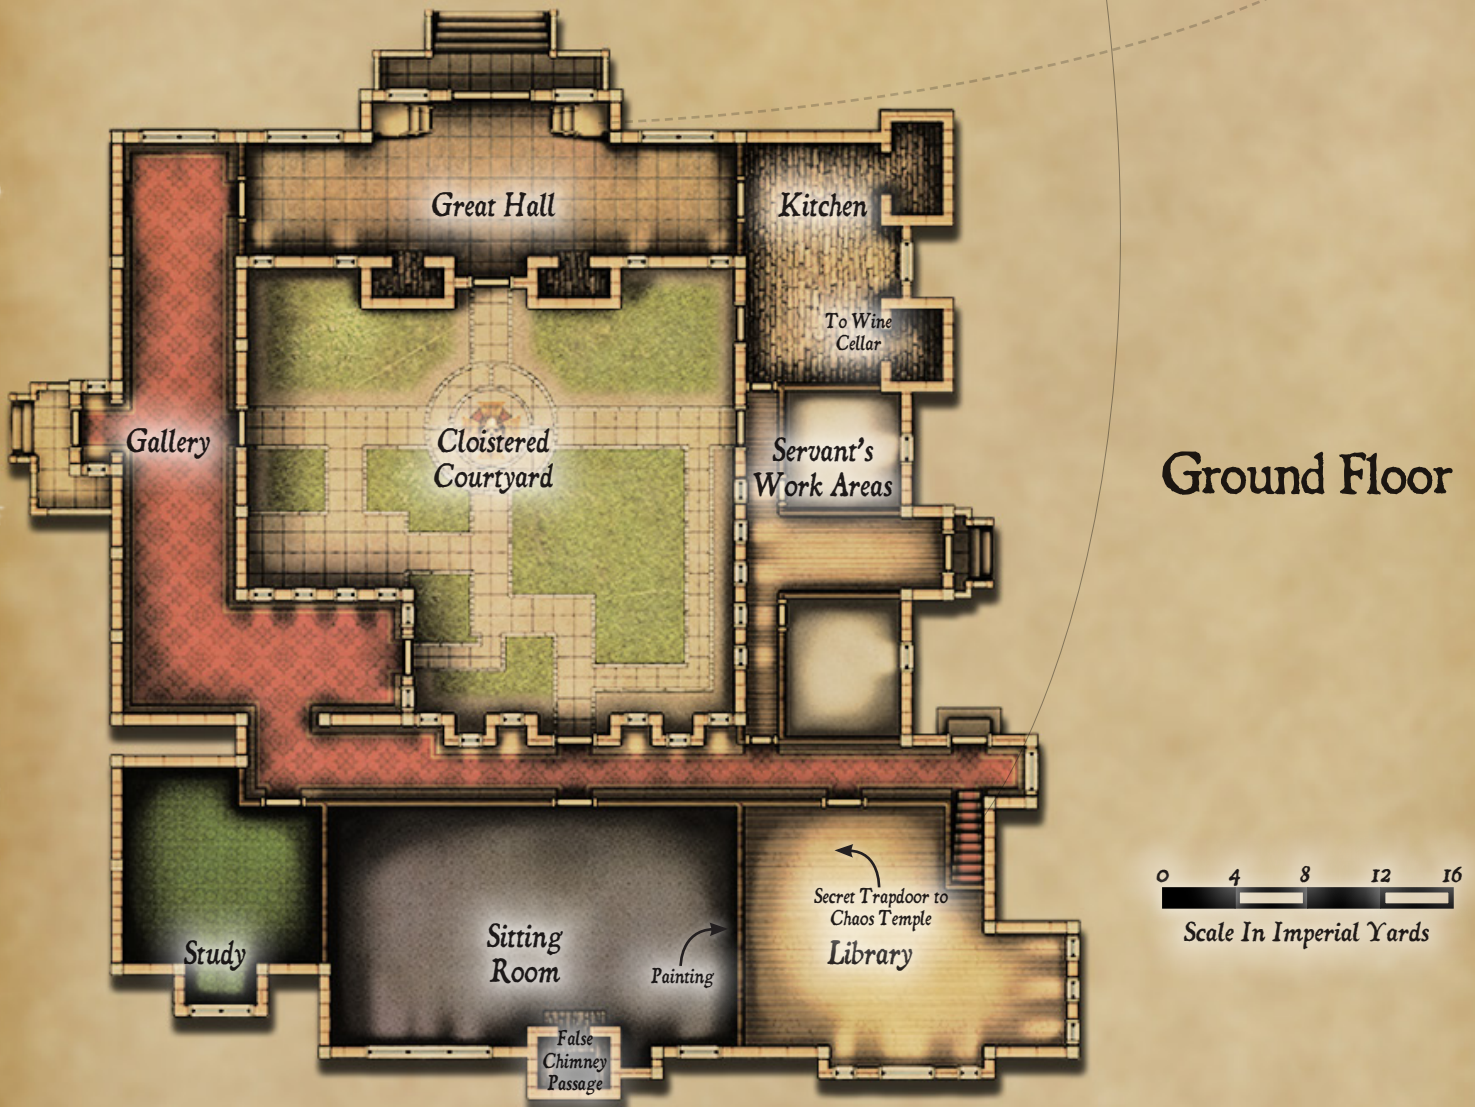 Great Hall
Kitchen
To Wine
Cellar
Gallery
Cloistered
Courtyard
Servant's
Work Areas
Ground Floor
0 4 8 12 16
Scale In Imperial Yards
Secret Trapdoor to
Chaos Temple
Library
Sitting
Room
Painting
Study
False
Chimney
Passage